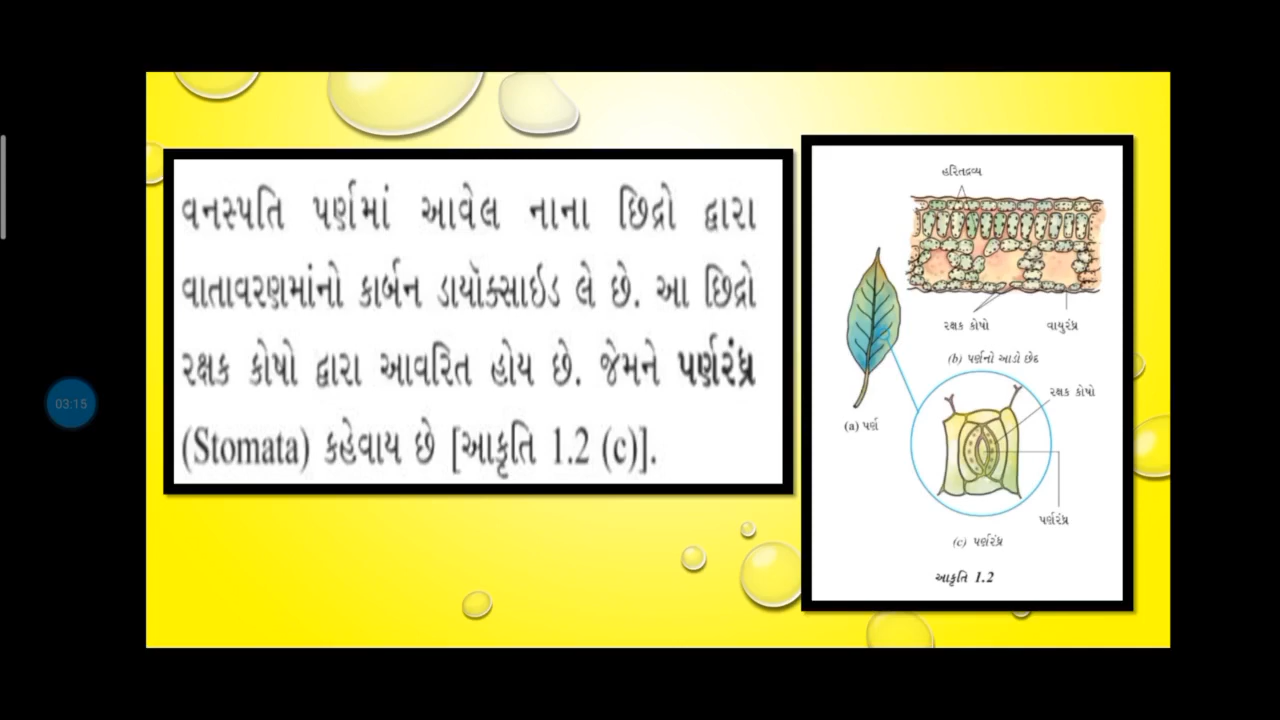 વનસ્પતિ પર્ણમાં આવેલ નાના છિદ્રો દ્વારા
વાતાવરણમાંનો કાર્બન ડાયૉક્સાઇડ લે છે. આ છિદ્રો
રક્ષક કોષો દ્વારા આવરિત હોય છે. જેમને પર્ણરંધ્ર
(Stomata) કહેવાય છે [આકૃતિ 1.2 (c)].
હરિતદ્રવ્ય
રક્ષક કોષો
વાયુરંધ્ર
(b) પર્ણનો આડો છેદ
(a) પર્ણ
રક્ષક કોષો
પર્ણરંધ્ર
(c) પર્ણરંધ્ર
આકૃતિ 1.2
03:15